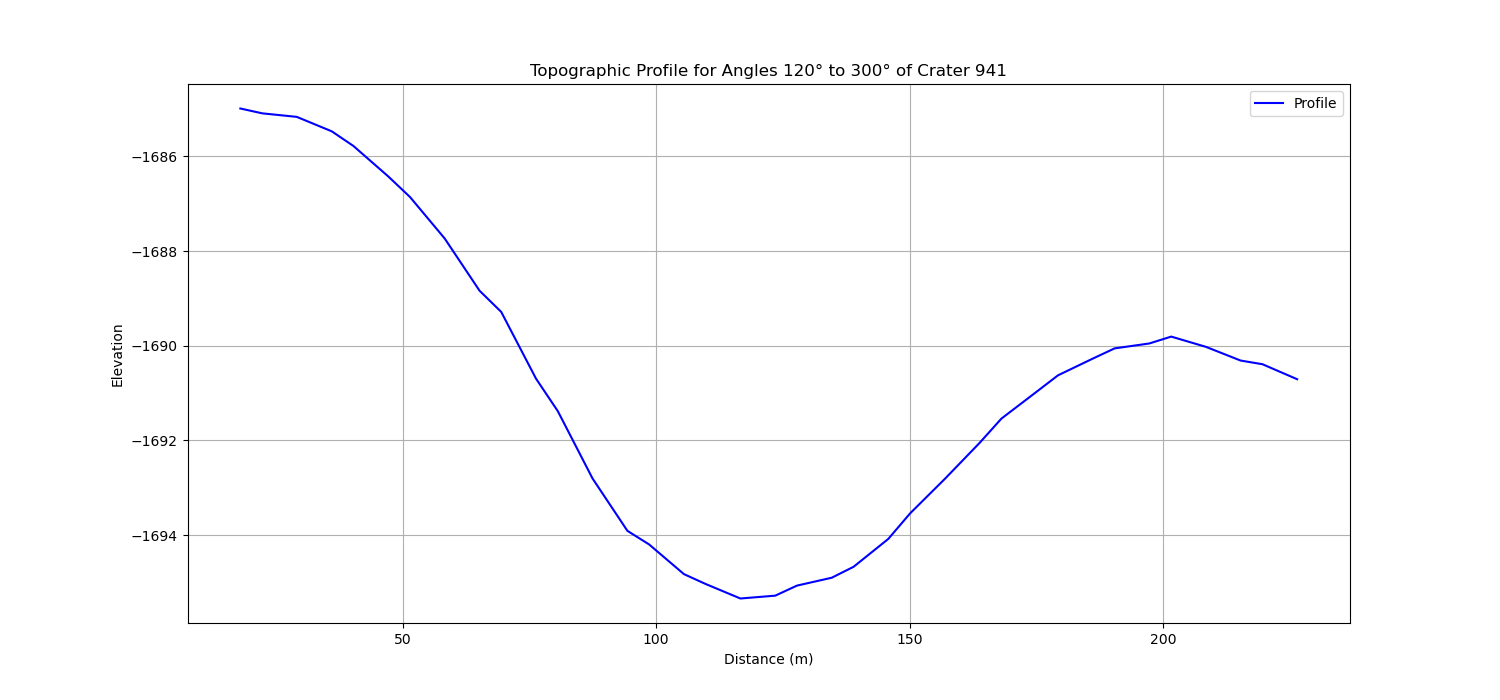 Topographic Profile for Angles 120° to 300° of Crater 941
Profile
−1686
−1688
−1690
−1692
−1694
Elevation
50
100
150
200
Distance (m)